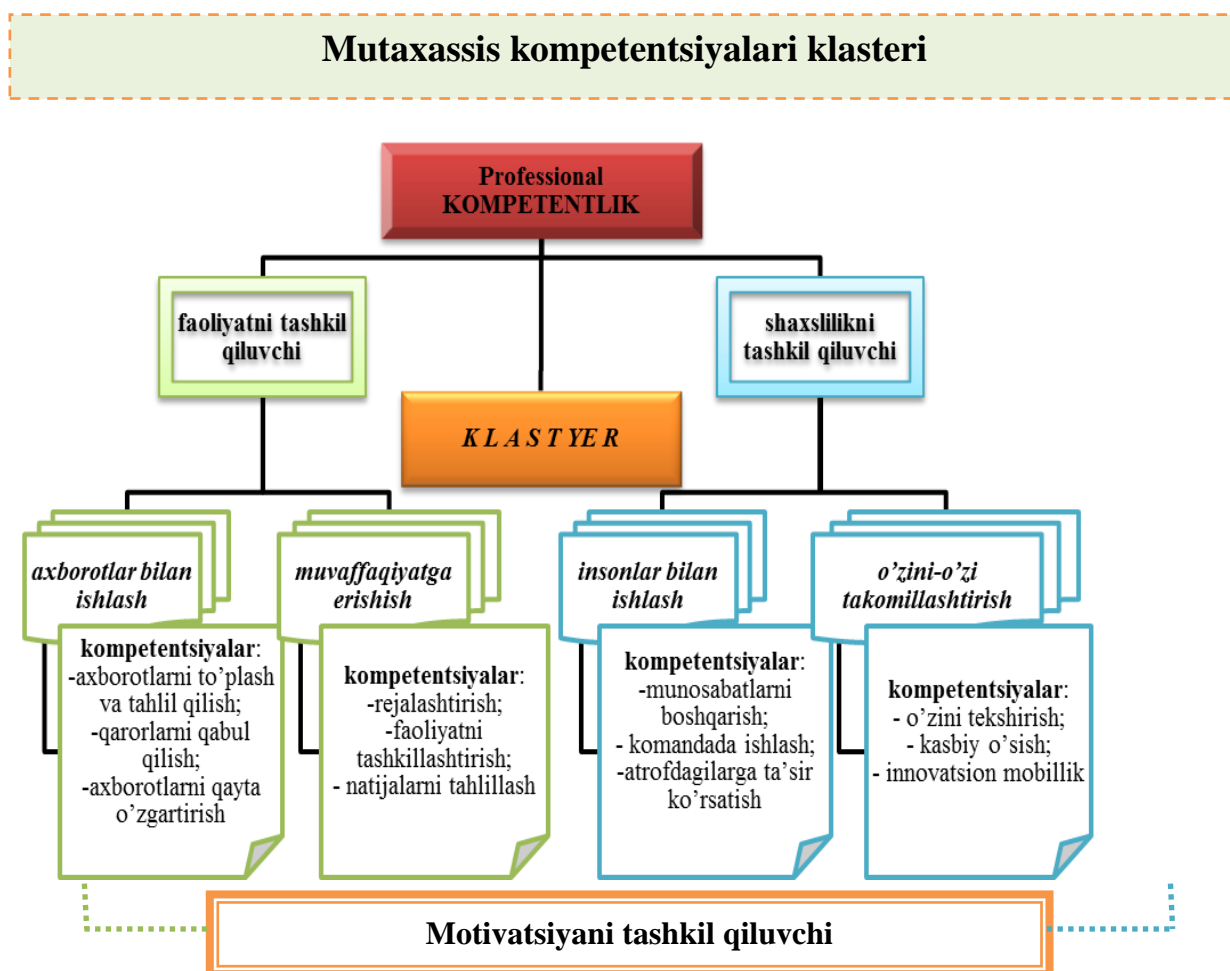 Mutaxassis kompetentsiyalari klasteri
Professional
KOMPETENTLIK
faoliyatni tashkil
qiluvchi
shaxslilikni
tashkil qiluvchi
K L A S T YE R
axborotlar bilan
ishlash
muvaffaqiyatga
erishish
insonlar bilan
ishlash
o’zini-o’zi
takomillashtirish
kompetentsiyalar:
-axborotlarni to’plash
va tahlil qilish;
-qarorlarni qabul
qilish;
-axborotlarni qayta
o’zgartirish
kompetentsiyalar:
-rejalashtirish;
-faoliyatni
tashkillashtirish;
- natijalarni tahlillash
kompetentsiyalar:
-munosabatlarni
boshqarish;
- komandada ishlash;
-atrofdagilarga ta’sir
ko’rsatish
kompetentsiyalar:
- o’zini tekshirish;
- kasbiy o’sish;
- innovatsion mobillik
Motivatsiyani tashkil qiluvchi